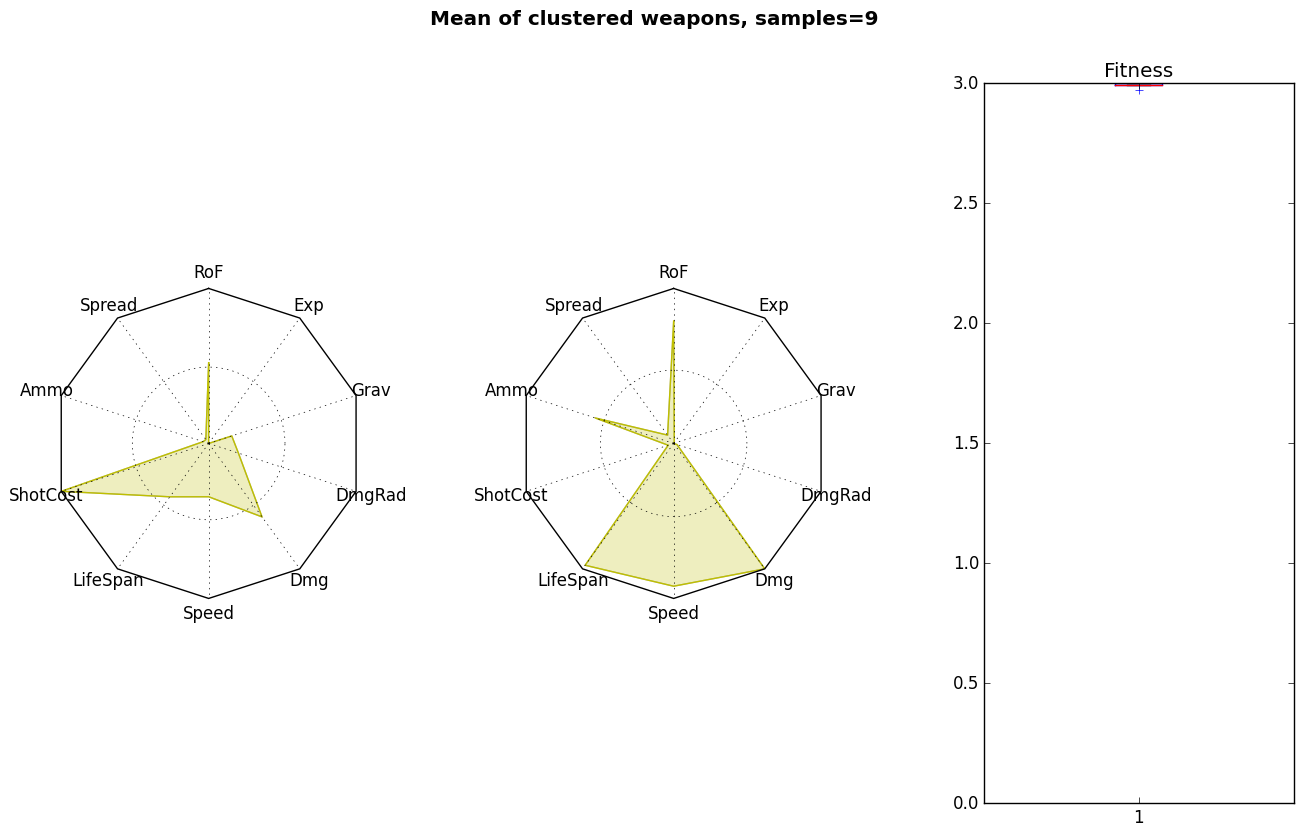 Mean of clustered weapons, samples=9
RoF
Exp
Spread
Grav
Ammo
DmgRad
ShotCost
Dmg
LifeSpan
Speed
RoF
Exp
Spread
Grav
Ammo
DmgRad
ShotCost
Dmg
LifeSpan
Speed
Fitness
3.0
2.5
2.0
1.5
1.0
0.5
0.0
1